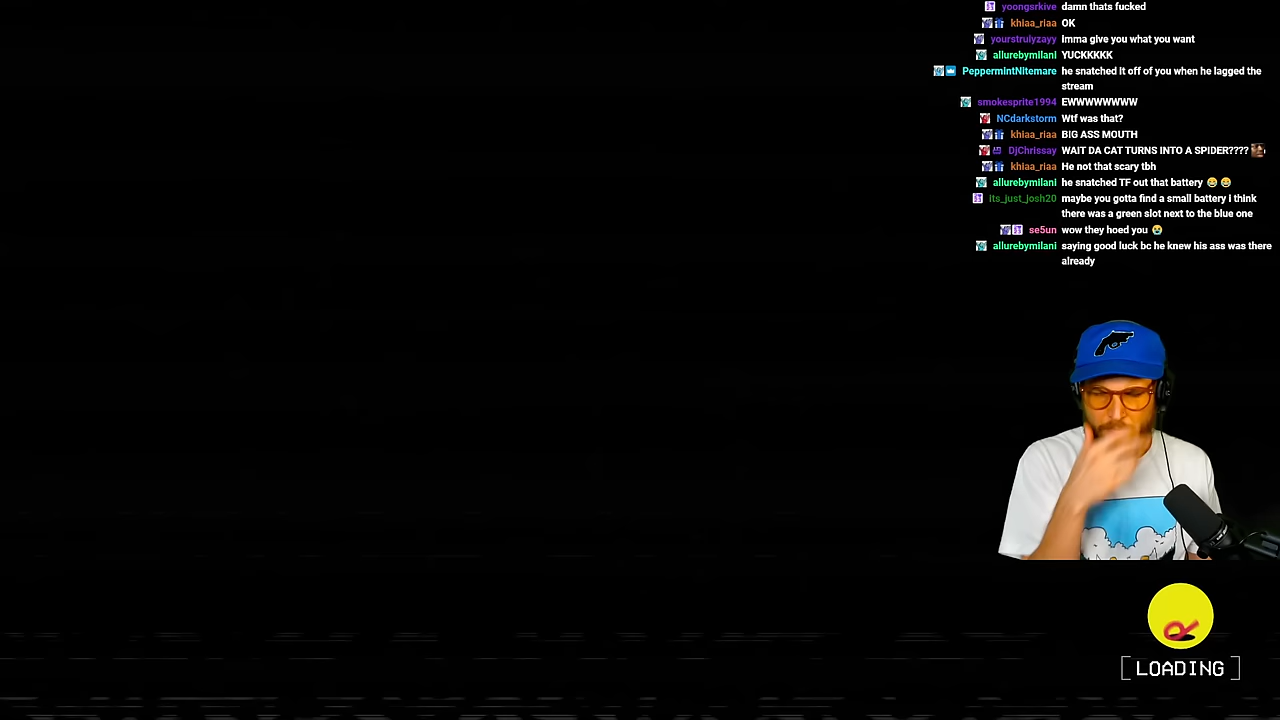 yoongsrkive damn thats fucked
khiaa_riaa OK
yourstrulyzayy Imma give you what you want
allurebymilani YUCKKKKK
PeppermintNitemare he snatched it off of you when he lagged the
stream
smokesprite1994 EWWWWWWWW
NCdarkstorm Wtf was that?
khiaa_riaa BIG ASS MOUTH
DjChrissay WAIT DA CAT TURNS INTO A SPIDER????
khiaa_riaa He not that scary tbh
allurebymilani he snatched TF out that battery 😂 😂
Its_just_josh20 maybe you gotta find a small battery i think
there was a green slot next to the blue one
se5un wow they hoed you 😭
allurebymilani saying good luck bc he knew his ass was there
already
[ LOADING ]